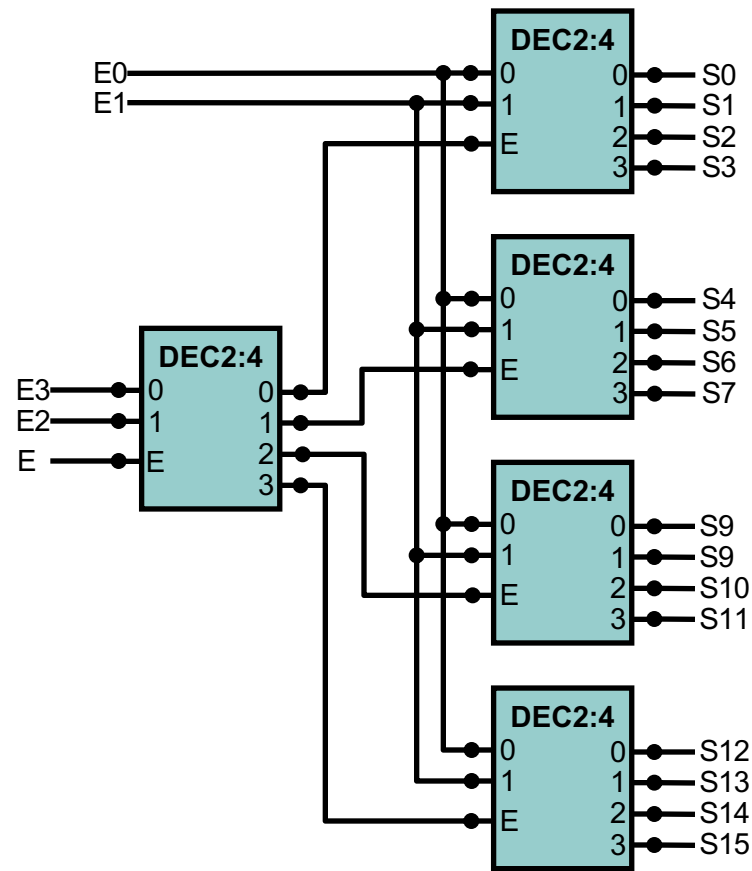 DEC2:4
E0 0 0 S0
E1 1 1 S1
E 2 S2
3 S3
DEC2:4
0 0 S4
1 1 S5
E 2 S6
3 S7
DEC2:4
E3 0 0
E2 1 1
E E 2
3
DEC2:4
0 0 S9
1 1 S9
E 2 S10
3 S11
DEC2:4
0 0 S12
1 1 S13
E 2 S14
3 S15